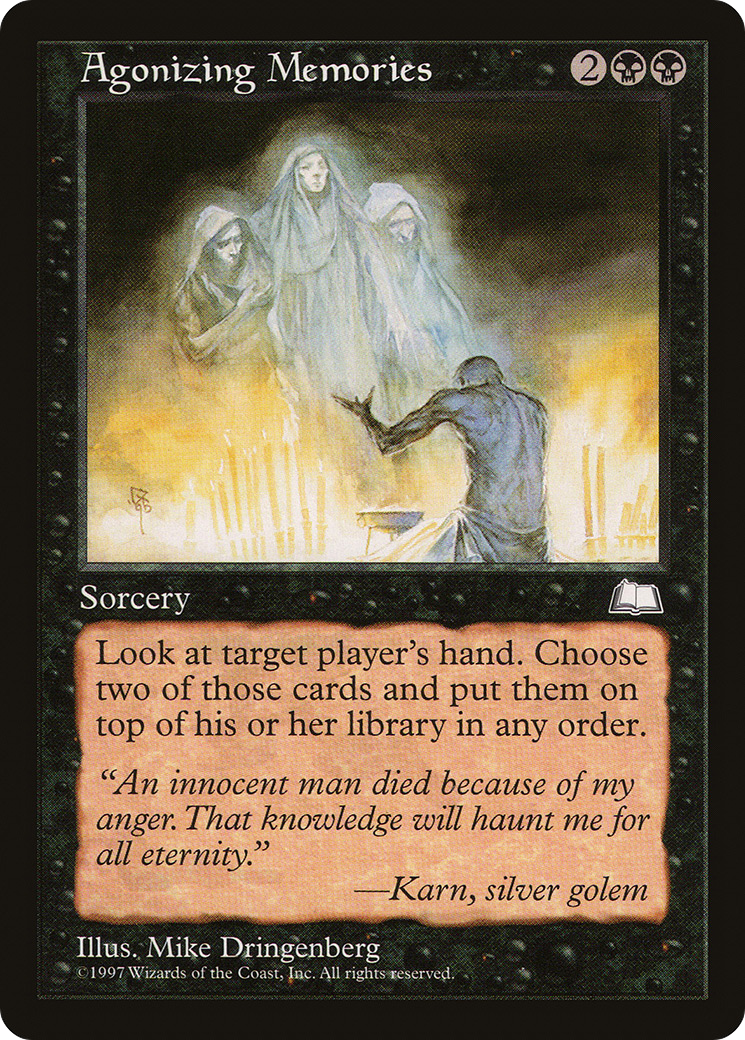 Agonizing Memories
2
Sorcery
Look at target player's hand. Choose
two of those cards and put them on
top of his or her library in any order.
“An innocent man died because of my
anger. That knowledge will haunt me for
all eternity.”
—Karn, silver golem
Illus. Mike Dringenberg
©1997 Wizards of the Coast, Inc. All rights reserved.